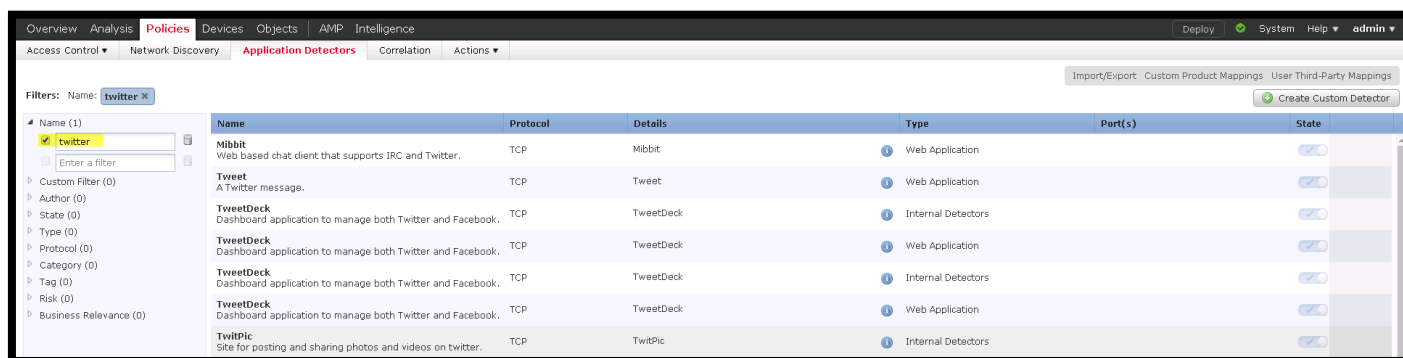 Overview Analysis Policies Devices Objects AMP Intelligence Deploy System Help ▾ admin ▾
Access Control ▾ Network Discovery Application Detectors Correlation Actions ▾
Import/Export Custom Product Mappings User Third-Party Mappings
Filters: Name: twitter ×
Create Custom Detector
Name (1)
twitter
Enter a filter
Custom Filter (0)
Author (0)
State (0)
Type (0)
Protocol (0)
Category (0)
Tag (0)
Risk (0)
Business Relevance (0)
Name Protocol Details Type Port(s) State
Mibbit
Web based chat client that supports IRC and Twitter. TCP Mibbit Web Application
Tweet
A Twitter message. TCP Tweet Web Application
TweetDeck
Dashboard application to manage both Twitter and Facebook. TCP TweetDeck Internal Detectors
TweetDeck
Dashboard application to manage both Twitter and Facebook. TCP TweetDeck Web Application
TweetDeck
Dashboard application to manage both Twitter and Facebook. TCP TweetDeck Internal Detectors
TweetDeck
Dashboard application to manage both Twitter and Facebook. TCP TweetDeck Web Application
TwitPic
Site for posting and sharing photos and videos on twitter. TCP TwitPic Internal Detectors